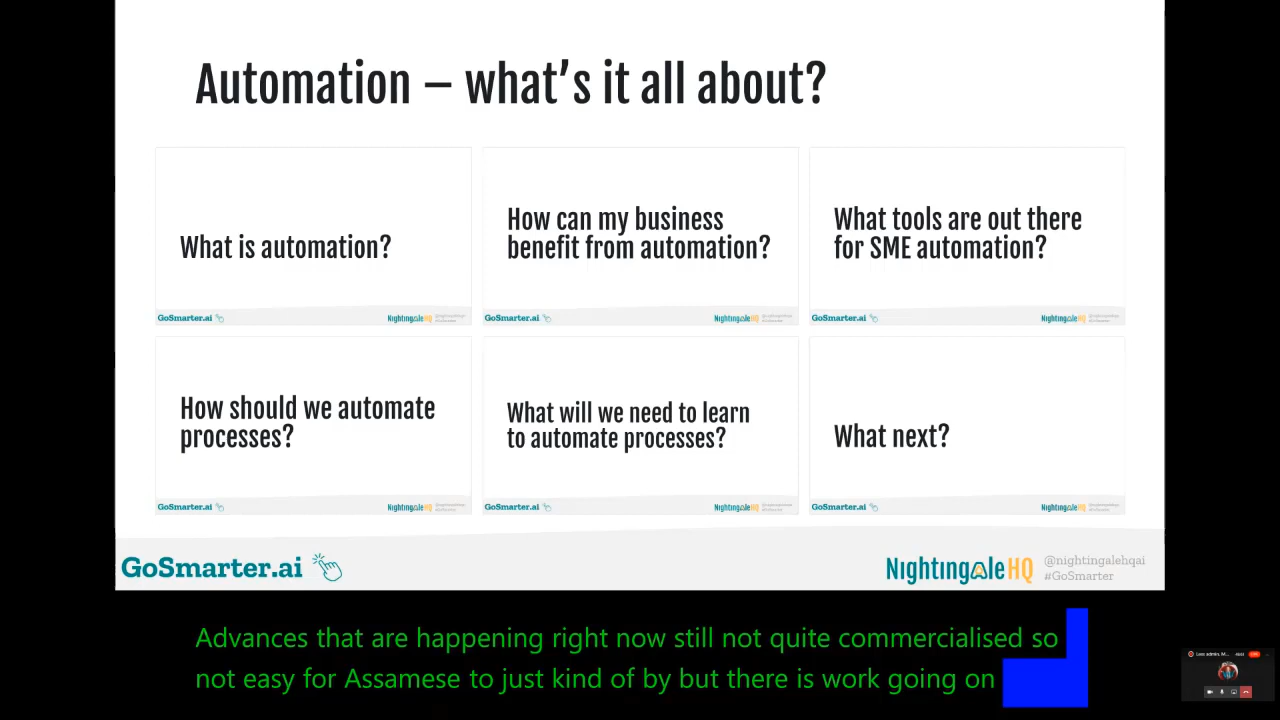 Automation – what's it all about?
What is automation?
GoSmarter.ai
NightingaleHQ
How can my business
benefit from automation?
GoSmarter.ai
NightingaleHQ
What tools are out there
for SME automation?
GoSmarter.ai
NightingaleHQ
How should we automate
processes?
GoSmarter.ai
NightingaleHQ
What will we need to learn
to automate processes?
GoSmarter.ai
NightingaleHQ
What next?
GoSmarter.ai
NightingaleHQ
GoSmarter.ai
NightingaleHQ
@nightingalehqai
#GoSmarter
Advances that are happening right now still not quite commercialised so
not easy for Assamese to just kind of by but there is work going on